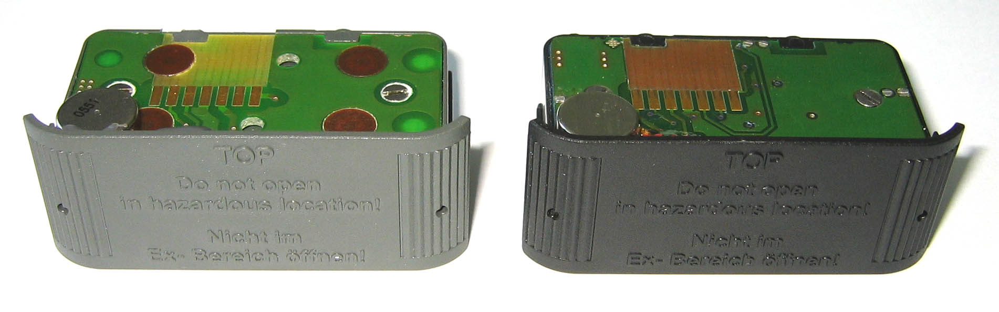 0551
TOP
Do not open
in hazardous location!
Nicht im
Ex- Bereich öffnen!
TOP
Do not open
in hazardous location!
Nicht im
Ex- Bereich öffnen!